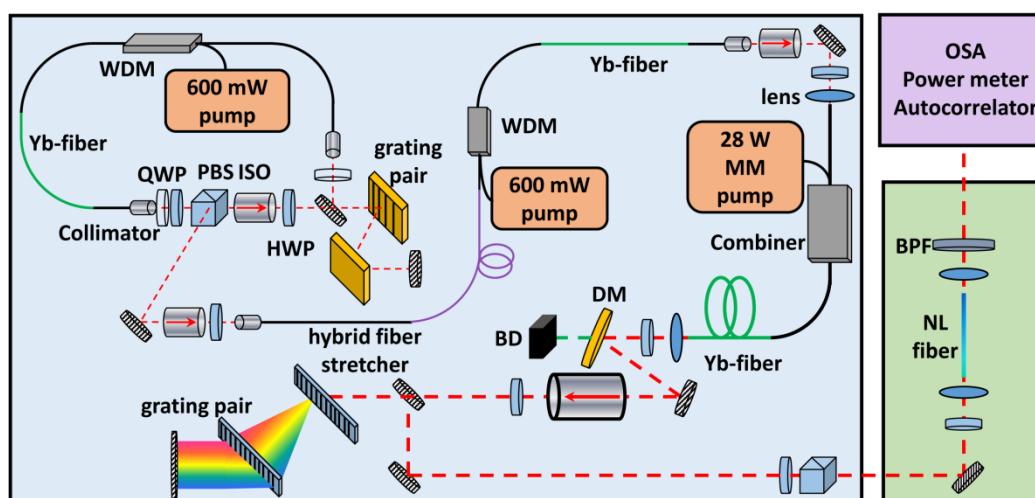 WDM
600 mW
pump
Yb-fiber
QWP
PBS
ISO
Collimator
HWP
grating
pair
hybrid fiber
stretcher
WDM
600 mW
pump
Yb-fiber
lens
28 W
MM
pump
Combiner
DM
BD
Yb-fiber
grating pair
OSA
Power meter
Autocorrelator
BPF
NL
fiber